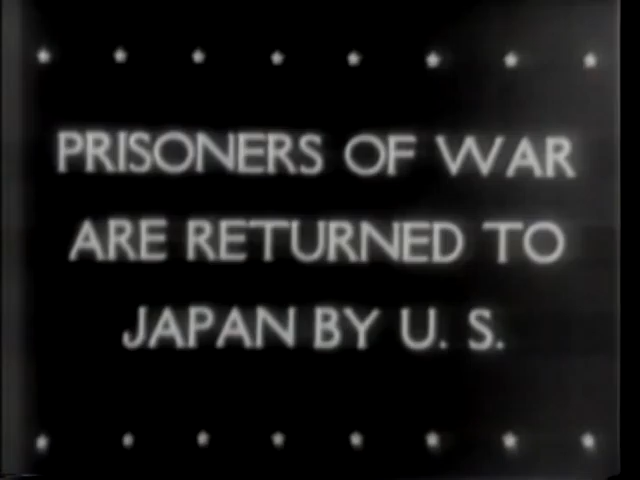 PRISONERS OF WAR
ARE RETURNED TO
JAPAN BY U. S.